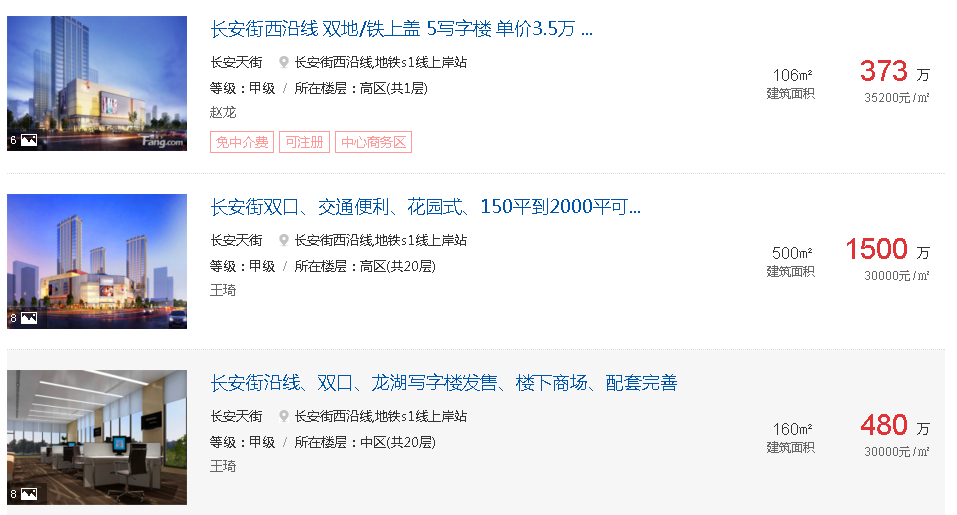 长安街西沿线 双地/铁上盖 5写字楼 单价3.5万 ...
长安天街 长安街西沿线,地铁s1线上岸站
等级：甲级 / 所在楼层：高区(共1层)
赵龙
免中介费 可注册 中心商务区
106㎡
建筑面积
373 万
35200元/㎡
6
Fang.com
长安街双口、交通便利、花园式、150平到2000平可...
长安天街 长安街西沿线,地铁s1线上岸站
等级：甲级 / 所在楼层：高区(共20层)
王琦
500㎡
建筑面积
1500 万
30000元/㎡
8
长安街沿线、双口、龙湖写字楼发售、楼下商场、配套完善
长安天街 长安街西沿线,地铁s1线上岸站
等级：甲级 / 所在楼层：中区(共20层)
王琦
160㎡
建筑面积
480 万
30000元/㎡
8